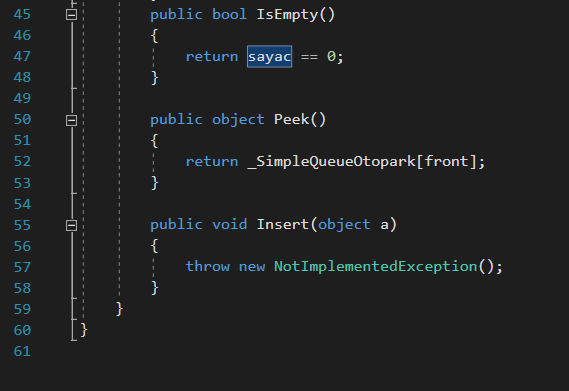 45 public bool IsEmpty()
46 {
47 return sayac == 0;
48 }
49
50 public object Peek()
51 {
52 return _SimpleQueueOtopark[front];
53 }
54
55 public void Insert(object a)
56 {
57 throw new NotImplementedException();
58 }
59 }
60 }
61